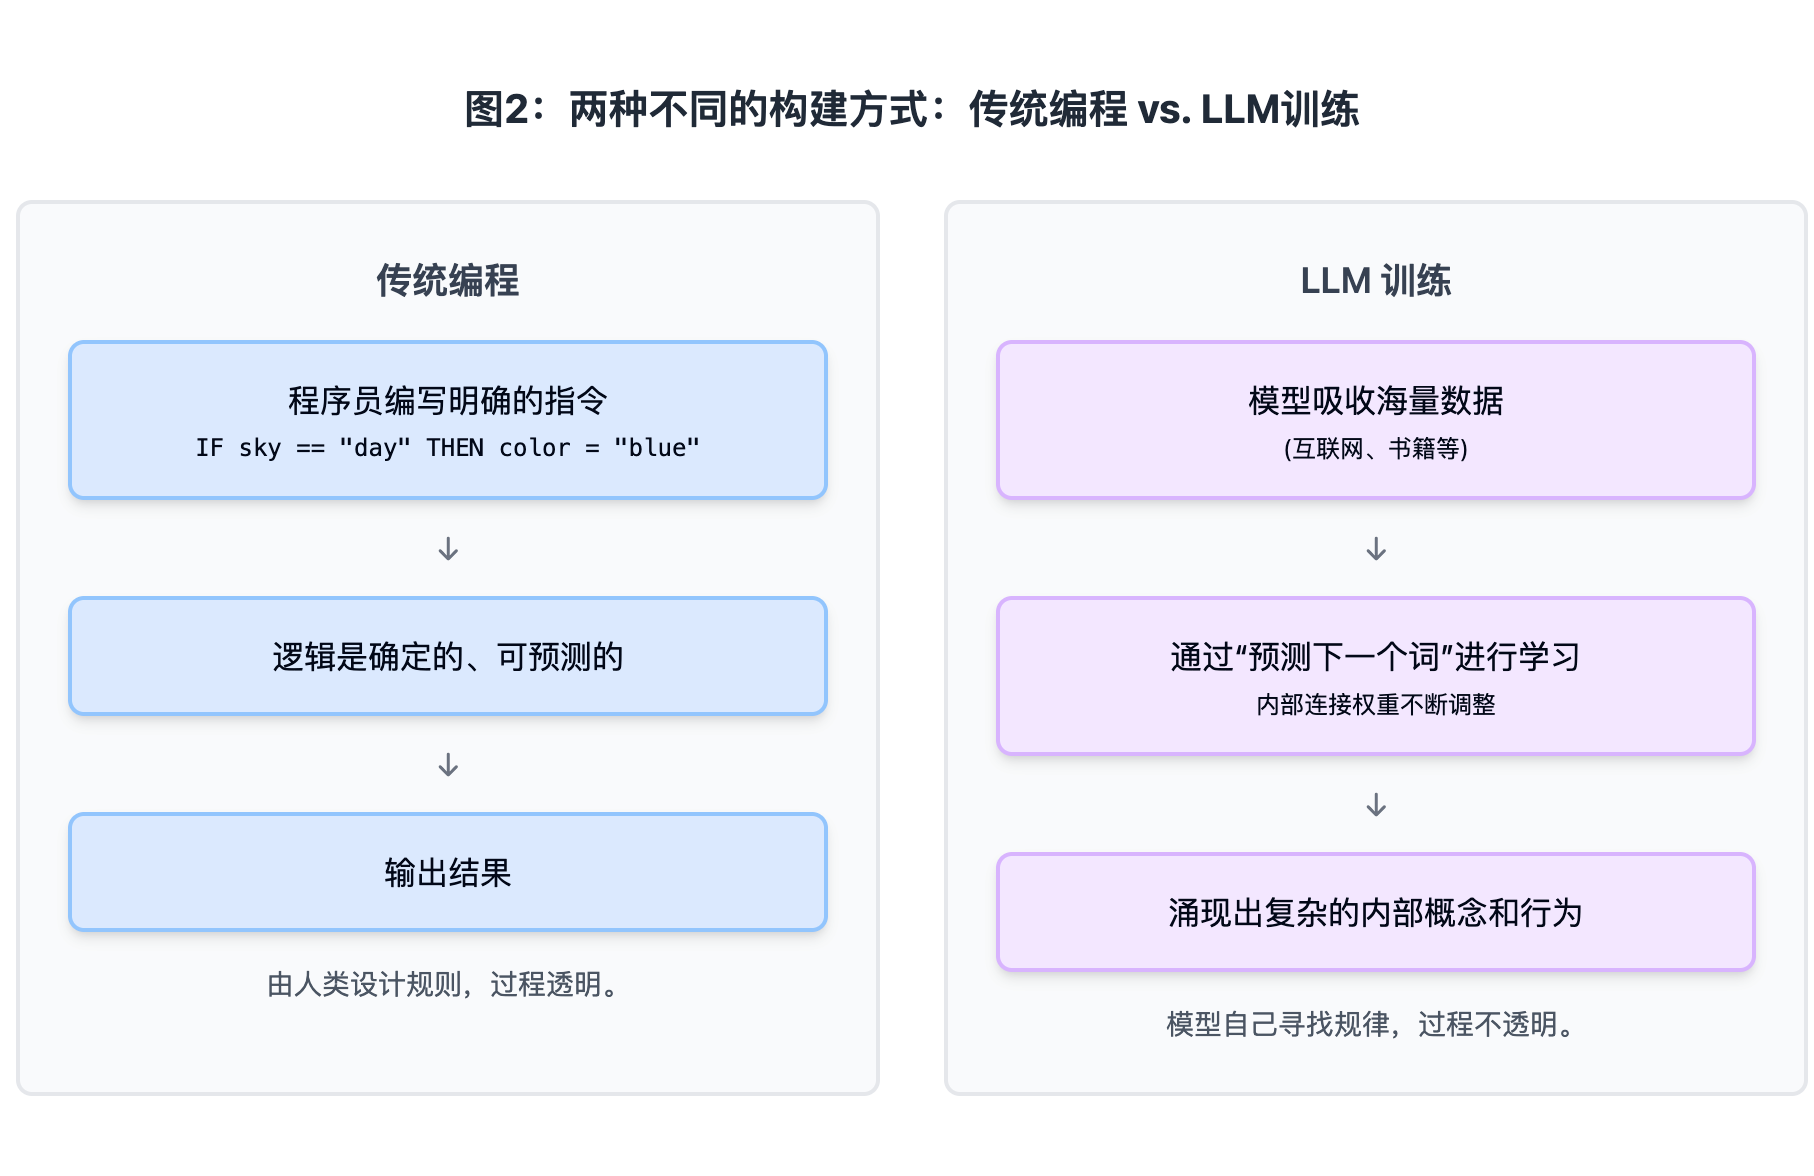 图2：两种不同的构建方式：传统编程 vs. LLM训练
传统编程
程序员编写明确的指令
IF sky == "day" THEN color = "blue"
↓
逻辑是确定的、可预测的
↓
输出结果
由人类设计规则，过程透明。
LLM 训练
模型吸收海量数据
(互联网、书籍等)
↓
通过“预测下一个词”进行学习
内部连接权重不断调整
↓
涌现出复杂的内部概念和行为
模型自己寻找规律，过程不透明。